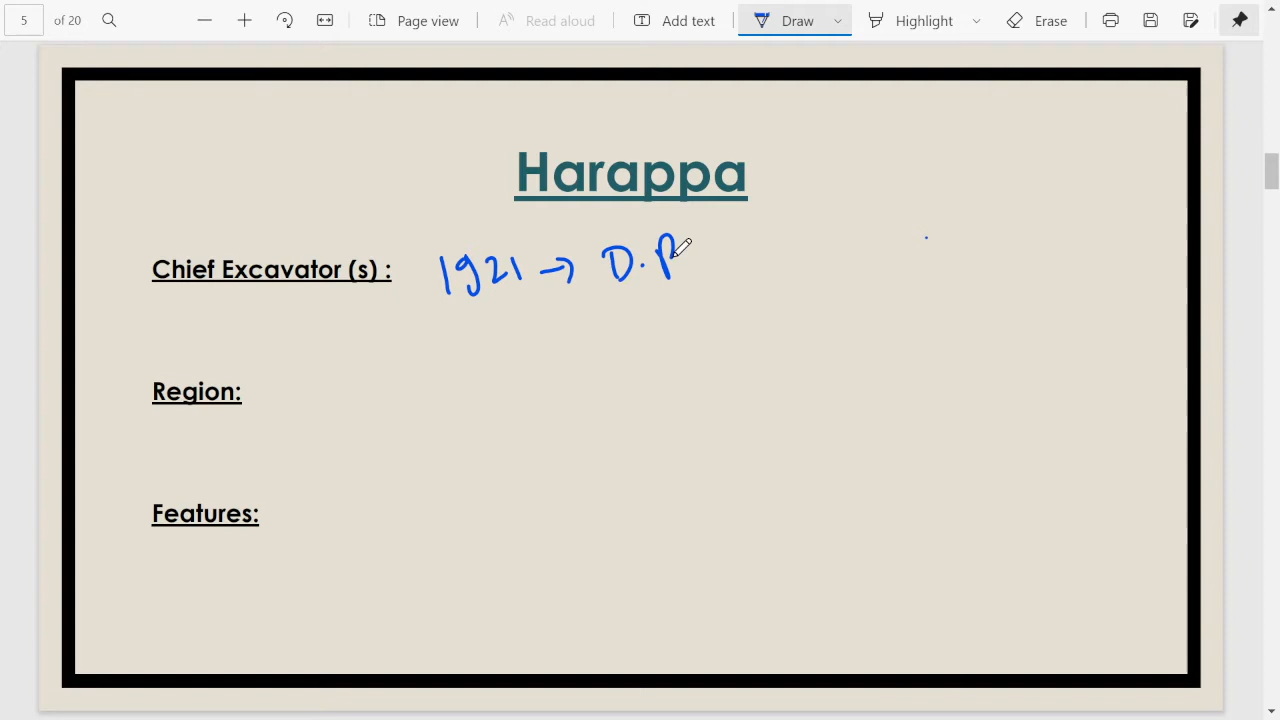 5 of 20 Page view Read aloud Add text Draw Highlight Erase
Harappa
Chief Excavator (s) : 1921 → D. R
Region:
Features: